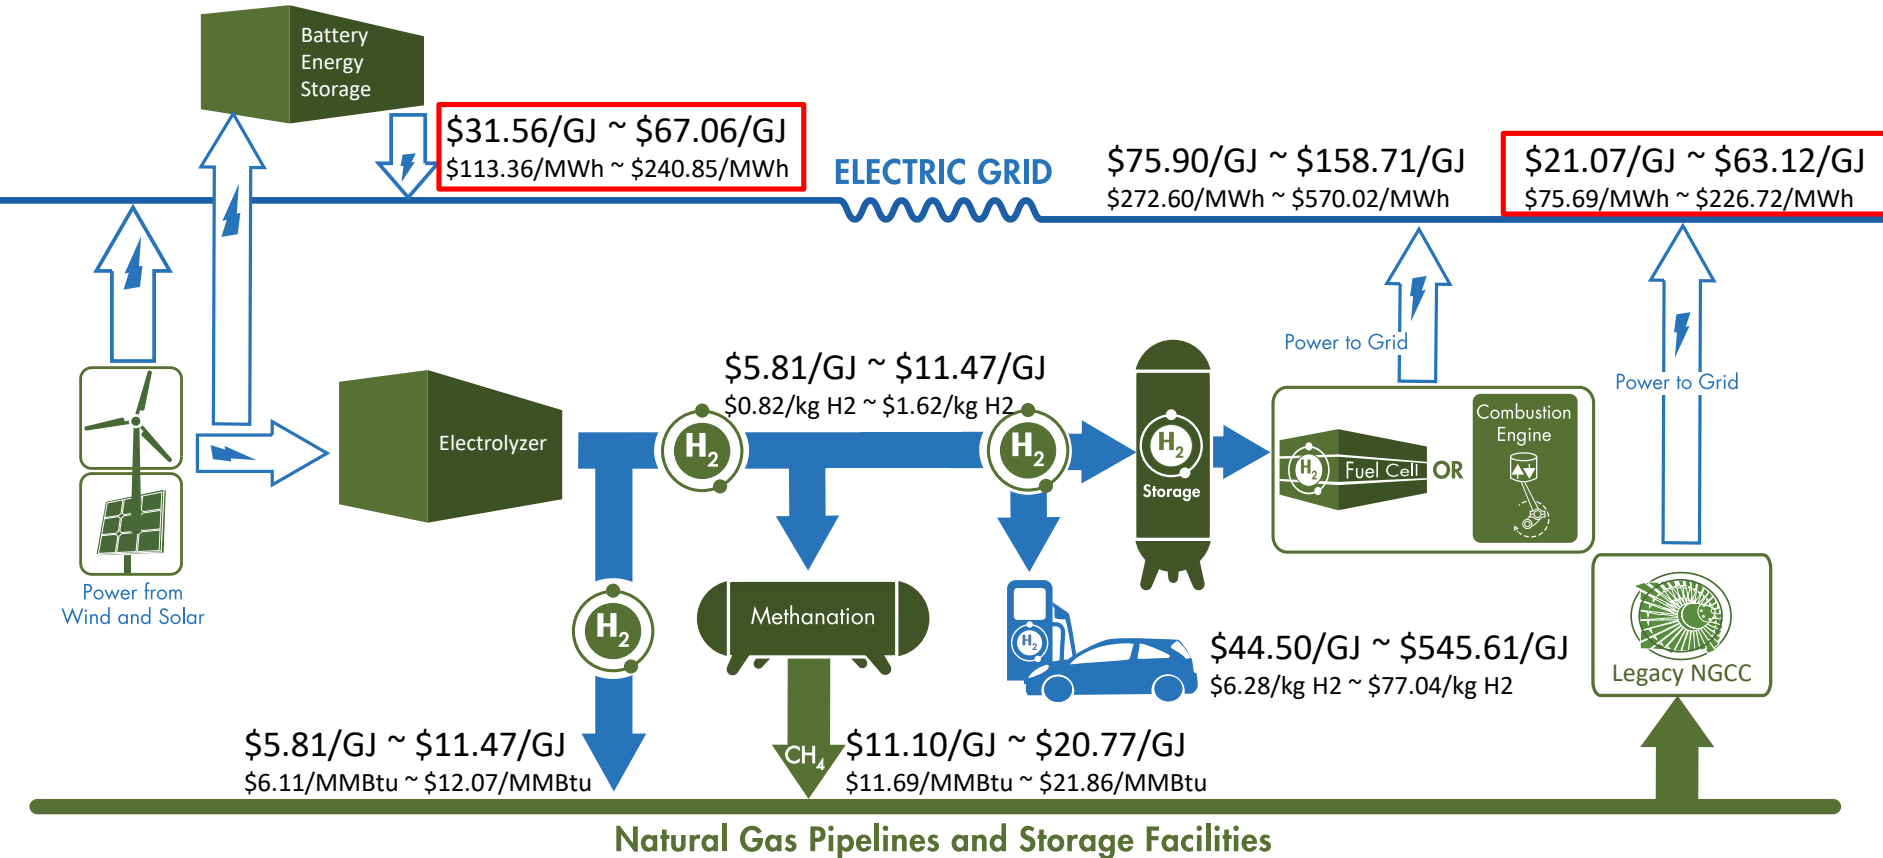 Battery
Energy
Storage
$31.56/GJ ~ $67.06/GJ
$113.36/MWh ~ $240.85/MWh
ELECTRIC GRID
$75.90/GJ ~ $158.71/GJ
$272.60/MWh ~ $570.02/MWh
$21.07/GJ ~ $63.12/GJ
$75.69/MWh ~ $226.72/MWh
Power to Grid
Power to Grid
$5.81/GJ ~ $11.47/GJ
$0.82/kg H2 ~ $1.62/kg H2
Electrolyzer
H2
H2
H2
Storage
H2
Fuel Cell
OR
Combustion
Engine
Power from
Wind and Solar
H2
Methanation
H2
$44.50/GJ ~ $545.61/GJ
$6.28/kg H2 ~ $77.04/kg H2
Legacy NGCC
$5.81/GJ ~ $11.47/GJ
$6.11/MMBtu ~ $12.07/MMBtu
CH4
$11.10/GJ ~ $20.77/GJ
$11.69/MMBtu ~ $21.86/MMBtu
Natural Gas Pipelines and Storage Facilities